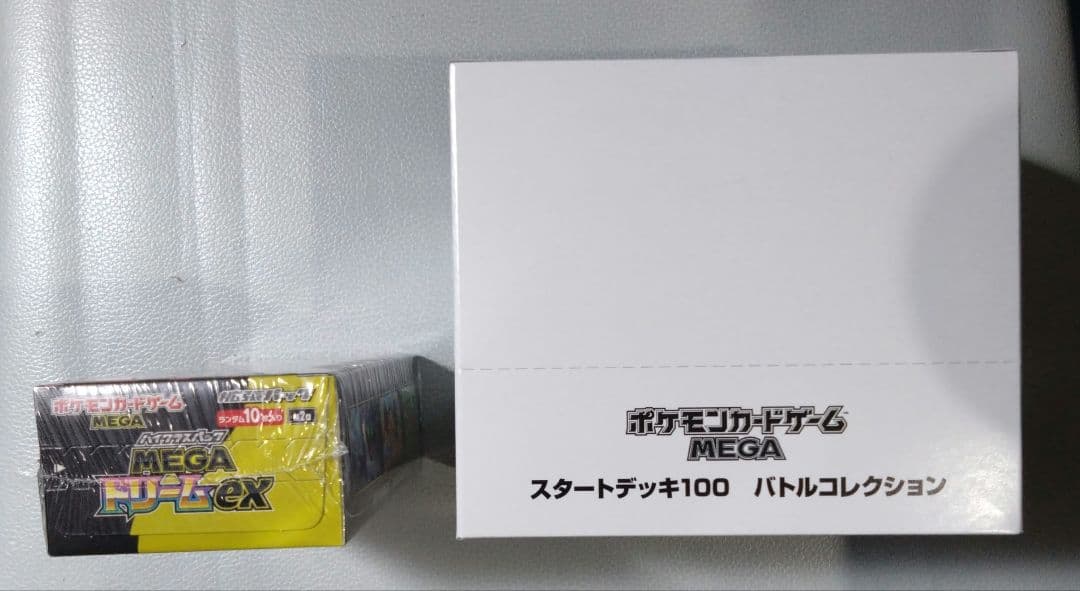 ポケモンカードゲーム
MEGA
ハイクラスパック
ランダム10枚入り
MEGA
ドリームex
ポケモンカードゲーム
MEGA
スタートデッキ100 バトルコレクション